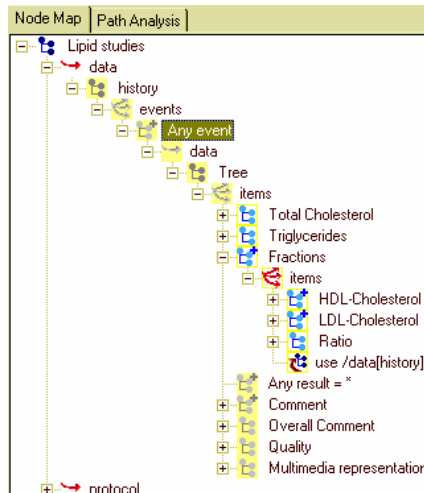 Node Map Path Analysis
Lipid studies
data
history
events
Any event
data
Tree
items
Total Cholesterol
Triglycerides
Fractions
items
HDL-Cholesterol
LDL-Cholesterol
Ratio
use /data[history]
Any result = *
Comment
Overall Comment
Quality
Multimedia representation
protocol